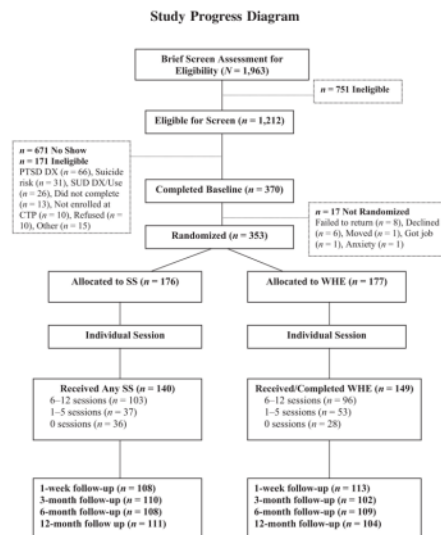 Study Progress Diagram
Brief Screen Assessment for
Eligibility (N = 1,963)
n = 751 Ineligible
Eligible for Screen (n = 1,212)
n = 671 No Show
n = 171 Ineligible
PTSD DX (n = 66), Suicide
risk (n = 31), SUD DX/Use
(n = 26), Did not complete
(n = 13), Not enrolled at
CTP (n = 10), Refused (n =
10), Other (n = 15)
Completed Baseline (n = 370)
n = 17 Not Randomized
Failed to return (n = 8), Declined
(n = 6), Moved (n = 1), Got job
(n = 1), Anxiety (n = 1)
Randomized (n = 353)
Allocated to SS (n = 176)
Allocated to WHE (n = 177)
Individual Session
Individual Session
Received Any SS (n = 140)
6–12 sessions (n = 103)
1–5 sessions (n = 37)
0 sessions (n = 36)
Received/Completed WHE (n = 149)
6–12 sessions (n = 96)
1–5 sessions (n = 53)
0 sessions (n = 28)
1-week follow-up (n = 108)
3-month follow-up (n = 110)
6-month follow-up (n = 108)
12-month follow up (n = 111)
1-week follow-up (n = 113)
3-month follow-up (n = 102)
6-month follow-up (n = 109)
12-month follow-up (n = 104)